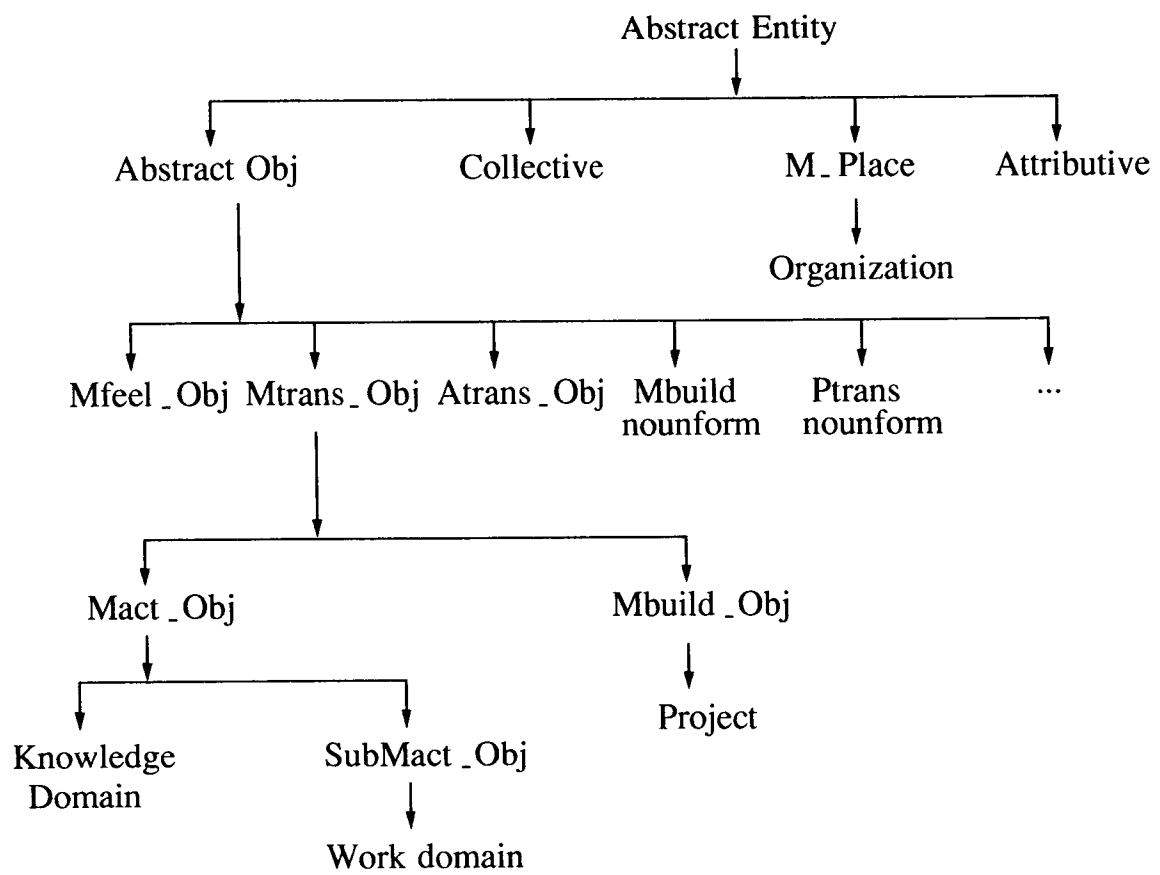 Abstract Entity
Abstract Obj
Collective
M_Place
Attributive
Organization
Mfeel_Obj
Mtrans_Obj
Atrans_Obj
Mbuild
nounform
Ptrans
nounform
...
Mact_Obj
Mbuild_Obj
Project
Knowledge
Domain
SubMact_Obj
Work domain